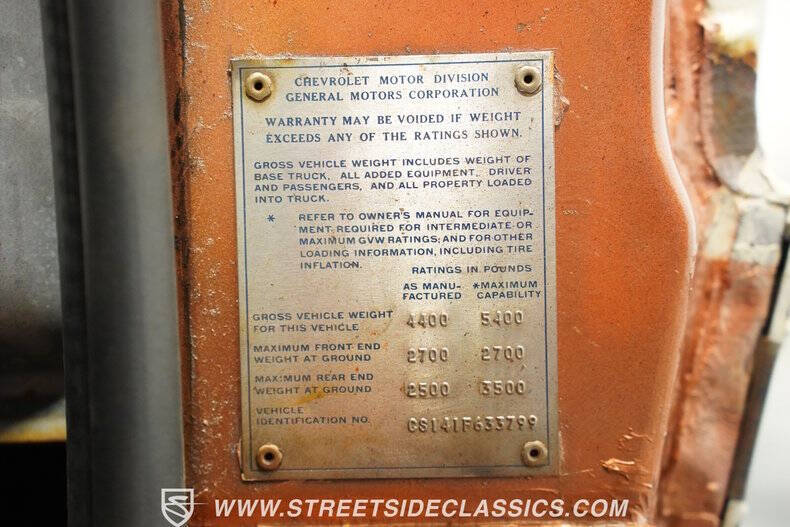 CHEVROLET MOTOR DIVISION
GENERAL MOTORS CORPORATION
WARRANTY MAY BE VOIDED IF WEIGHT
EXCEEDS ANY OF THE RATINGS SHOWN.
GROSS VEHICLE WEIGHT INCLUDES WEIGHT OF
BASE TRUCK, ALL ADDED EQUIPMENT, DRIVER
AND PASSENGERS, AND ALL PROPERTY LOADED
INTO TRUCK.
* REFER TO OWNER'S MANUAL FOR EQUIP-
MENT REQUIRED FOR INTERMEDIATE OR
MAXIMUM GVW RATINGS; AND FOR OTHER
LOADING INFORMATION, INCLUDING TIRE
INFLATION.
RATINGS IN POUNDS
AS MANU- *MAXIMUM
FACTURED CAPABILITY
GROSS VEHICLE WEIGHT
FOR THIS VEHICLE 4400 5400
MAXIMUM FRONT END
WEIGHT AT GROUND 2700 2700
MAXIMUM REAR END
WEIGHT AT GROUND 2500 3500
VEHICLE
IDENTIFICATION NO. CS141F633799
WWW.STREETSIDECLASSICS.COM